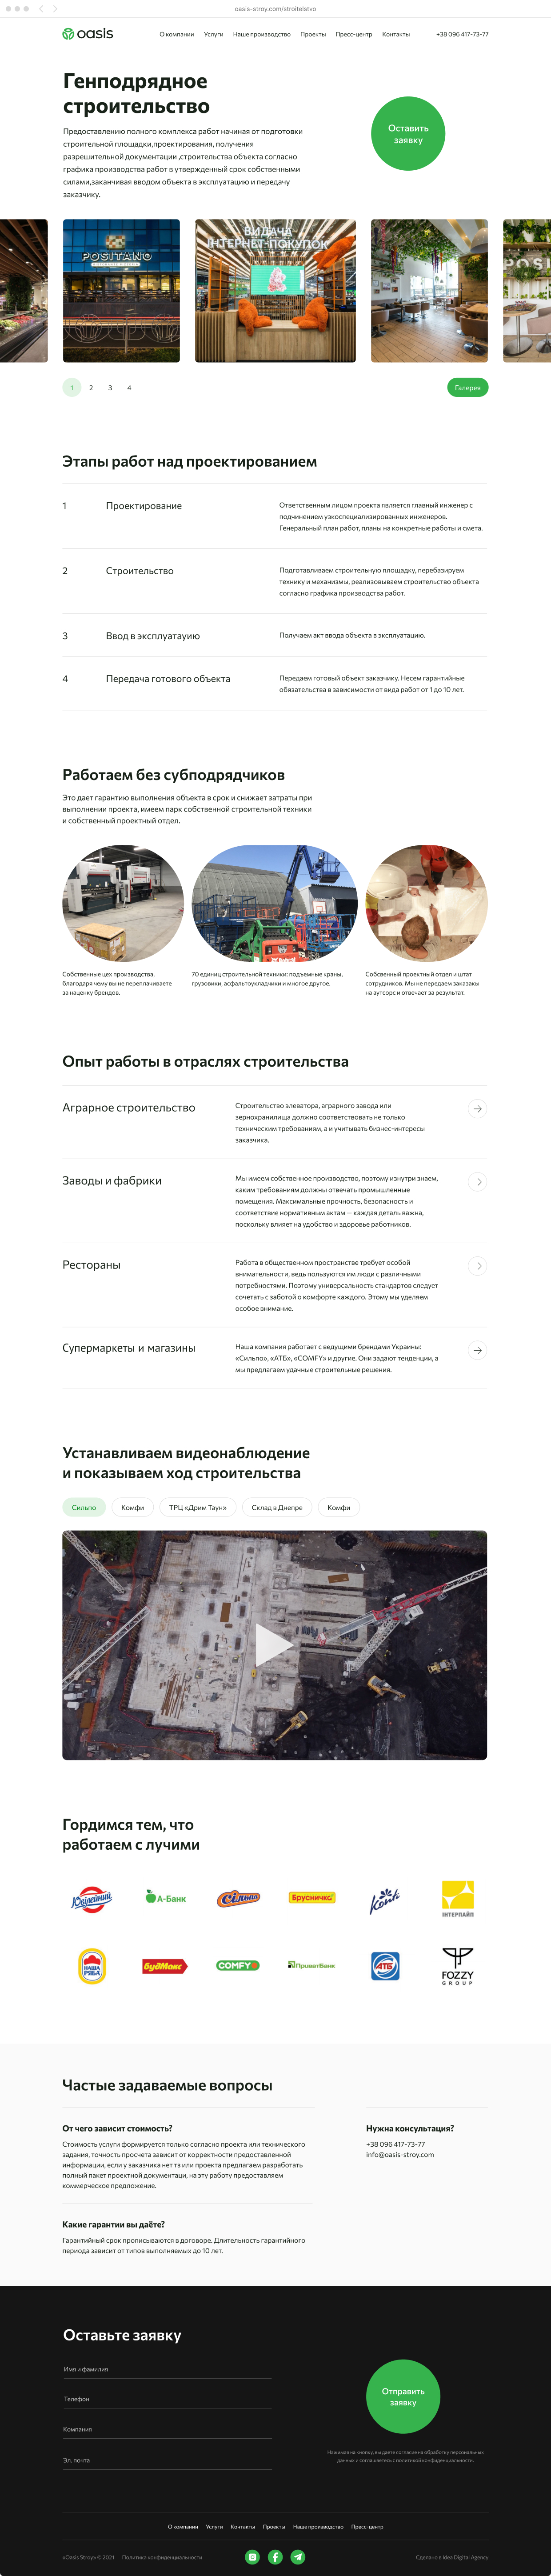 oasis-stroy.com/stroitelstvo
oasis
О компании Услуги Наше производство Проекты Пресс-центр Контакты +38 096 417-73-77
Генподрядное
строительство
Предоставлению полного комплекса работ начиная от подготовки
строительной площадки,проектирования, получения
разрешительной документации ,строительства объекта согласно
графика производства работ в утвержденный срок собственными
силами,заканчивая вводом объекта в эксплуатацию и передачу
заказчику.
Оставить
заявку
POSITANO
ВИДАЧА
ІНТЕРНЕТ-ПОКУПОК
POS
1 2 3 4
Галерея
Этапы работ над проектированием
1 Проектирование
Ответственным лицом проекта является главный инженер с
подчинением узкоспециализированных инженеров.
Генеральный план работ, планы на конкретные работы и смета.
2 Строительство
Подготавливаем строительную площадку, перебазируем
технику и механизмы, реализовываем строительство объекта
согласно графика производства работ.
3 Ввод в эксплуатауию
Получаем акт ввода объекта в эксплуатацию.
4 Передача готового объекта
Передаем готовый объект заказчику. Несем гарантийные
обязательства в зависимости от вида работ от 1 до 10 лет.
Работаем без субподрядчиков
Это дает гарантию выполнения объекта в срок и снижает затраты при
выполнении проекта, имеем парк собственной строительной техники
и собственный проектный отдел.
Собственные цех производства,
благодаря чему вы не переплачиваете
за наценку брендов.
70 единиц строительной техники: подъемные краны,
грузовики, асфальтоукладчики и многое другое.
Собсвенный проектный отдел и штат
сотрудников. Мы не передаем заказакы
на аутсорс и отвечает за результат.
Опыт работы в отраслях строительства
Аграрное строительство
Строительство элеватора, аграрного завода или
зернохранилища должно соответствовать не только
техническим требованиям, а и учитывать бизнес-интересы
заказчика.
Заводы и фабрики
Мы имеем собственное производство, поэтому изнутри знаем,
каким требованиям должны отвечать промышленные
помещения. Максимальные прочность, безопасность и
соответствие нормативным актам — каждая деталь важна,
поскольку влияет на удобство и здоровье работников.
Рестораны
Работа в общественном пространстве требует особой
внимательности, ведь пользуются им люди с различными
потребностями. Поэтому универсальность стандартов следует
сочетать с заботой о комфорте каждого. Этому мы уделяем
особое внимание.
Супермаркеты и магазины
Наша компания работает с ведущими брендами Украины:
«Сильпо», «АТБ», «COMFY» и другие. Они задают тенденции, а
мы предлагаем удачные строительные решения.
Устанавливаем видеонаблюдение
и показываем ход строительства
Сильпо Комфи ТРЦ «Дрим Таун» Склад в Днепре Комфи
Гордимся тем, что
работаем с лучими
Ювілейний А-Банк Сільпо Брусничка Конті ІНТЕРПАЙП
НАША РЯБА будМакс COMFY ПриватБанк АТБ FOZZY
GROUP
Частые задаваемые вопросы
От чего зависит стоимость?
Стоимость услуги формируется только согласно проекта или технического
задания, точность просчета зависит от корректности предоставленной
информации, если у заказчика нет тз или проекта предлагаем разработать
полный пакет проектной документаци, на эту работу предоставляем
коммерческое предложение.
Нужна консультация?
+38 096 417-73-77
info@oasis-stroy.com
Какие гарантии вы даёте?
Гарантийный срок прописываются в договоре. Длительность гарантийного
периода зависит от типов выполняемых до 10 лет.
Оставьте заявку
Имя и фамилия
Телефон
Компания
Эл. почта
Отправить
заявку
Нажимая на кнопку, вы даете согласие на обработку персональных
данных и соглашаетесь с политикой конфиденциальности.
О компании Услуги Контакты Проекты Наше производство Пресс-центр
«Oasis Stroy» © 2021 Политика конфиденциальности
Сделано в Idea Digital Agency